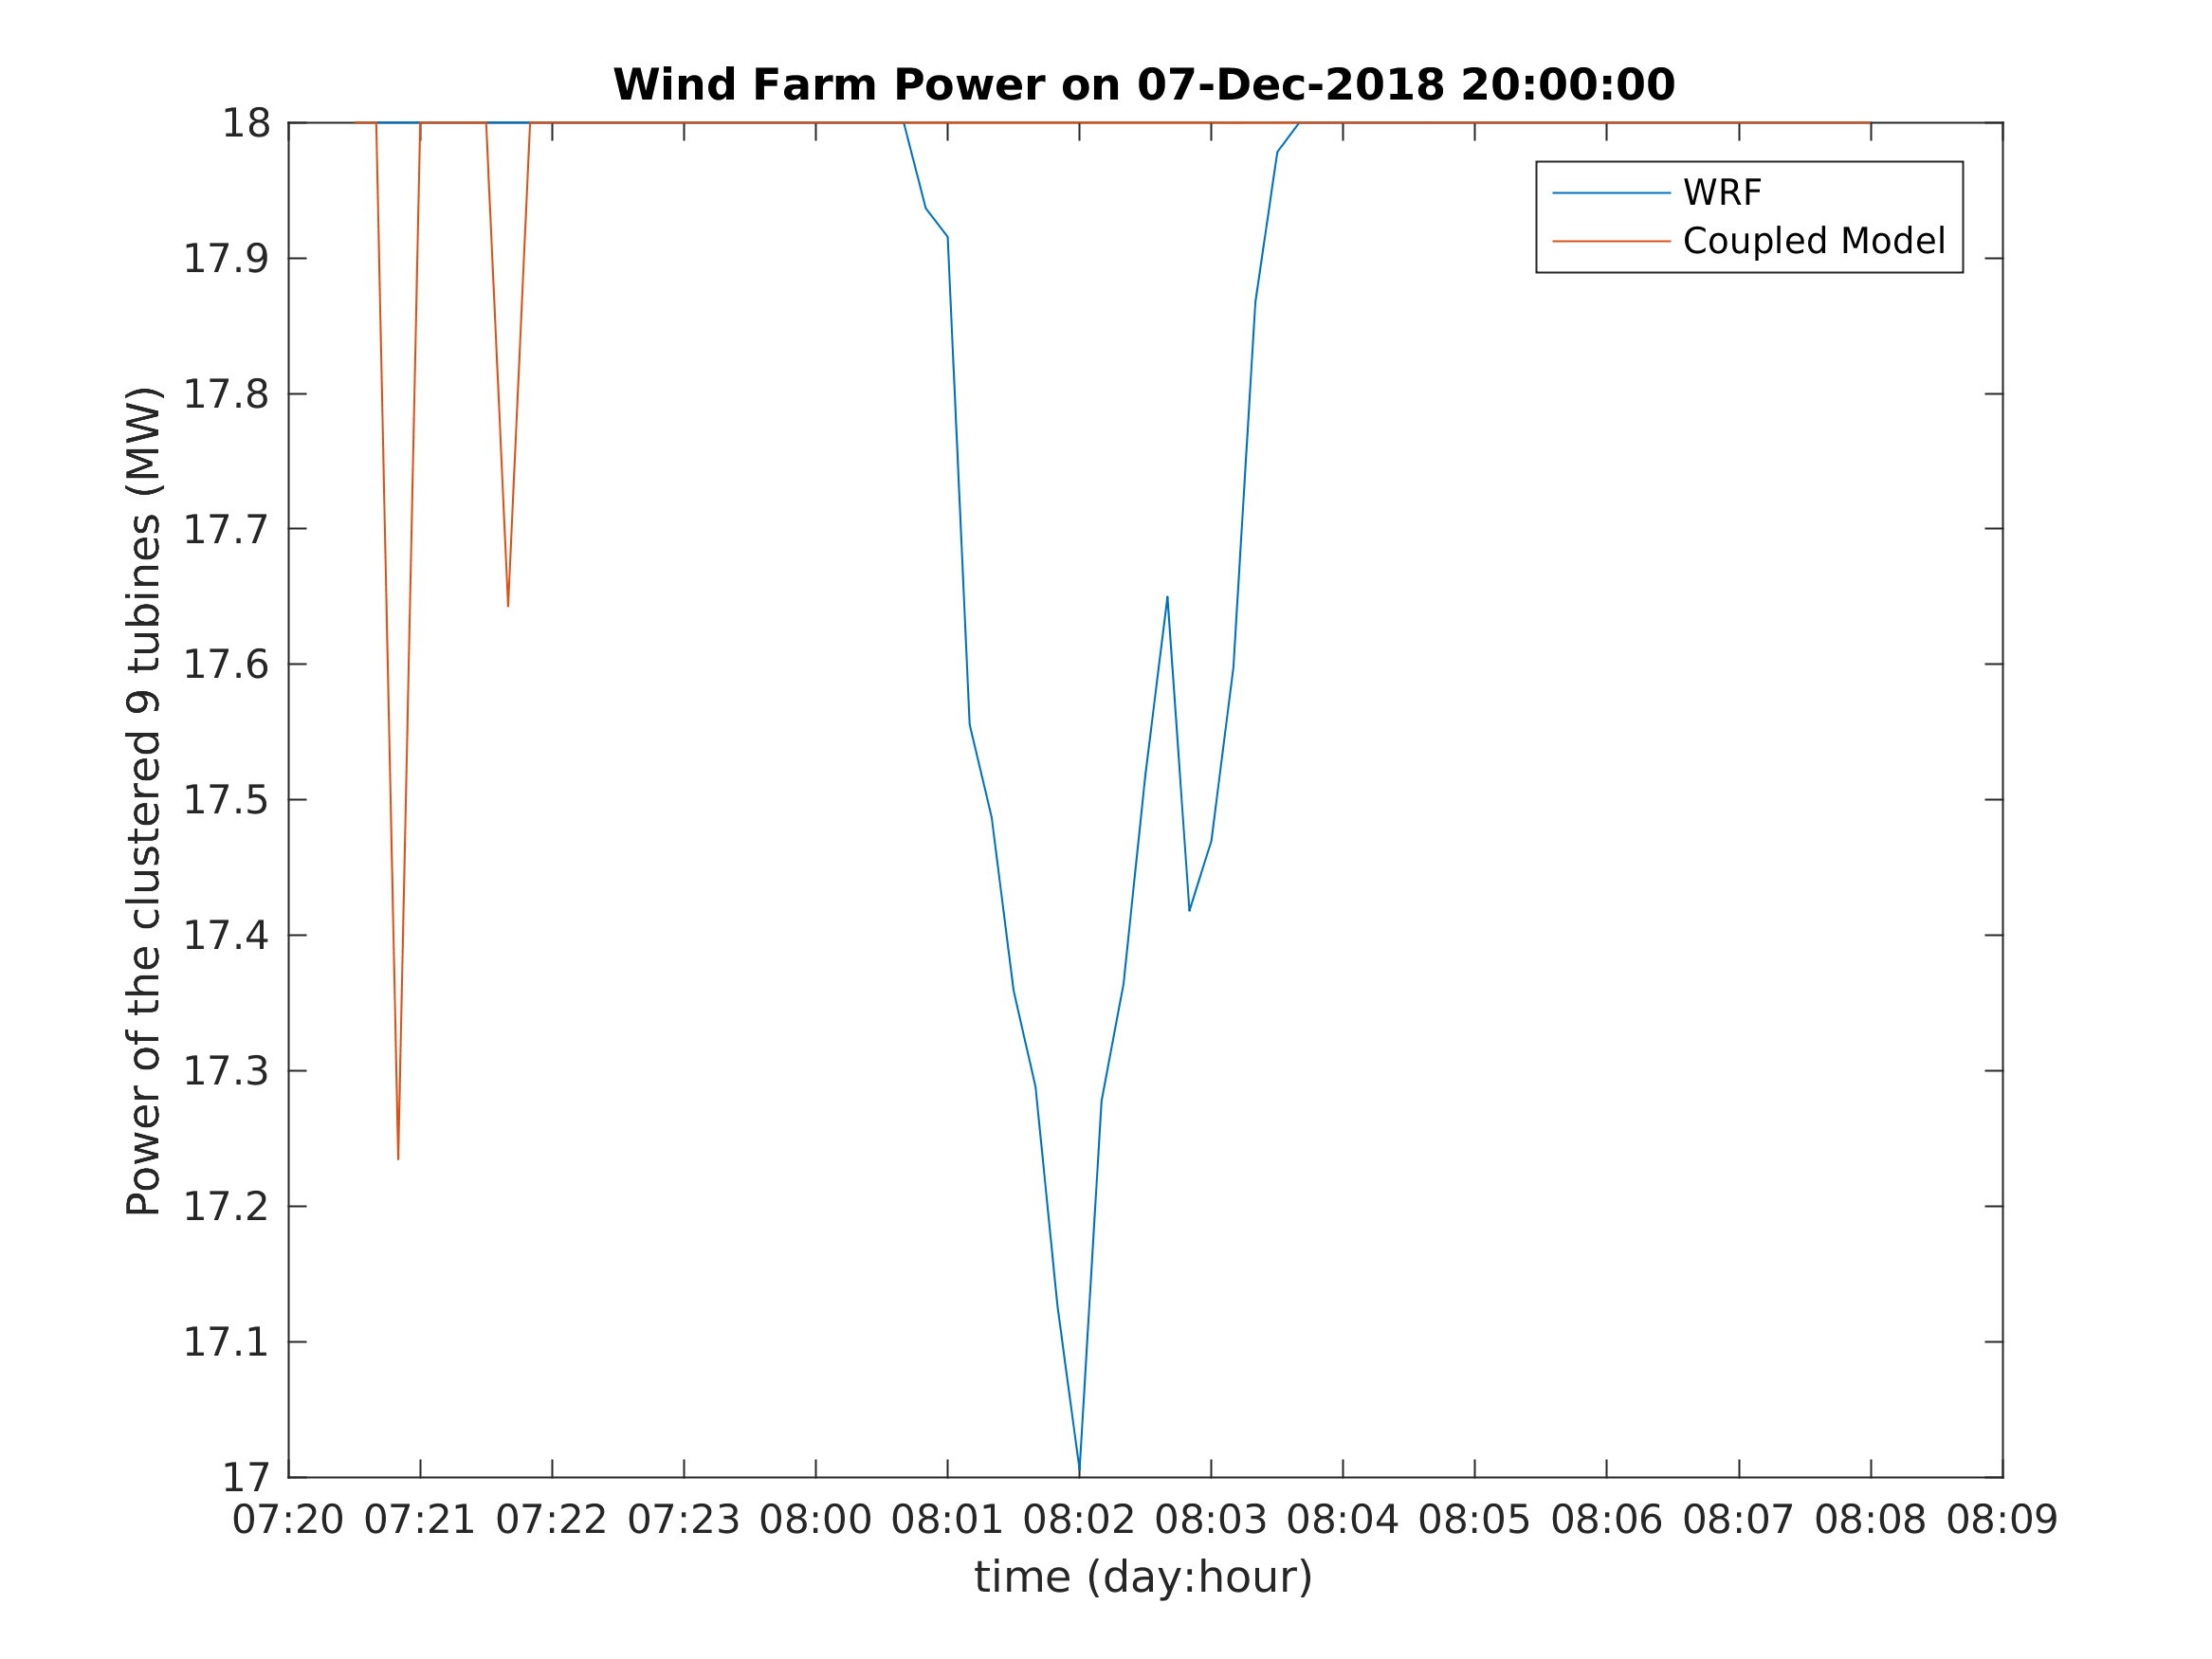 Wind Farm Power on 07-Dec-2018 20:00:00
18
17.9
17.8
17.7
17.6
17.5
17.4
17.3
17.2
17.1
17
Power of the clusterred 9 tubines (MW)
WRF
Coupled Model
07:20 07:21 07:22 07:23 08:00 08:01 08:02 08:03 08:04 08:05 08:06 08:07 08:08 08:09
time (day:hour)